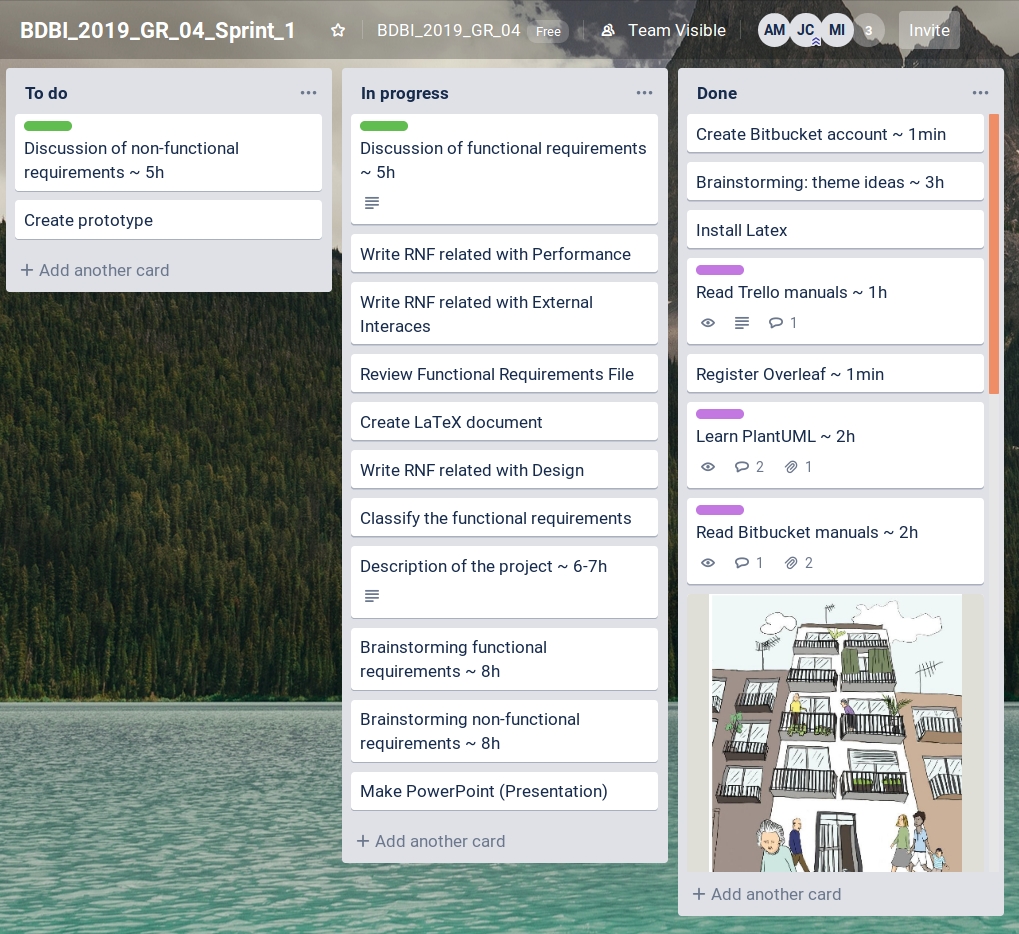 BDBI_2019_GR_04_Sprint_1
BDBI_2019_GR_04 Free
Team Visible
AM JC MI 3
Invite
To do
Discussion of non-functional
requirements ~ 5h
Create prototype
+ Add another card
In progress
Discussion of functional requirements
~ 5h
Write RNF related with Performance
Write RNF related with External
Interaces
Review Functional Requirements File
Create LaTeX document
Write RNF related with Design
Classify the functional requirements
Description of the project ~ 6-7h
Brainstorming functional
requirements ~ 8h
Brainstorming non-functional
requirements ~ 8h
Make PowerPoint (Presentation)
+ Add another card
Done
Create Bitbucket account ~ 1min
Brainstorming: theme ideas ~ 3h
Install Latex
Read Trello manuals ~ 1h
1
Register Overleaf ~ 1min
Learn PlantUML ~ 2h
2 1
Read Bitbucket manuals ~ 2h
1 2
+ Add another card